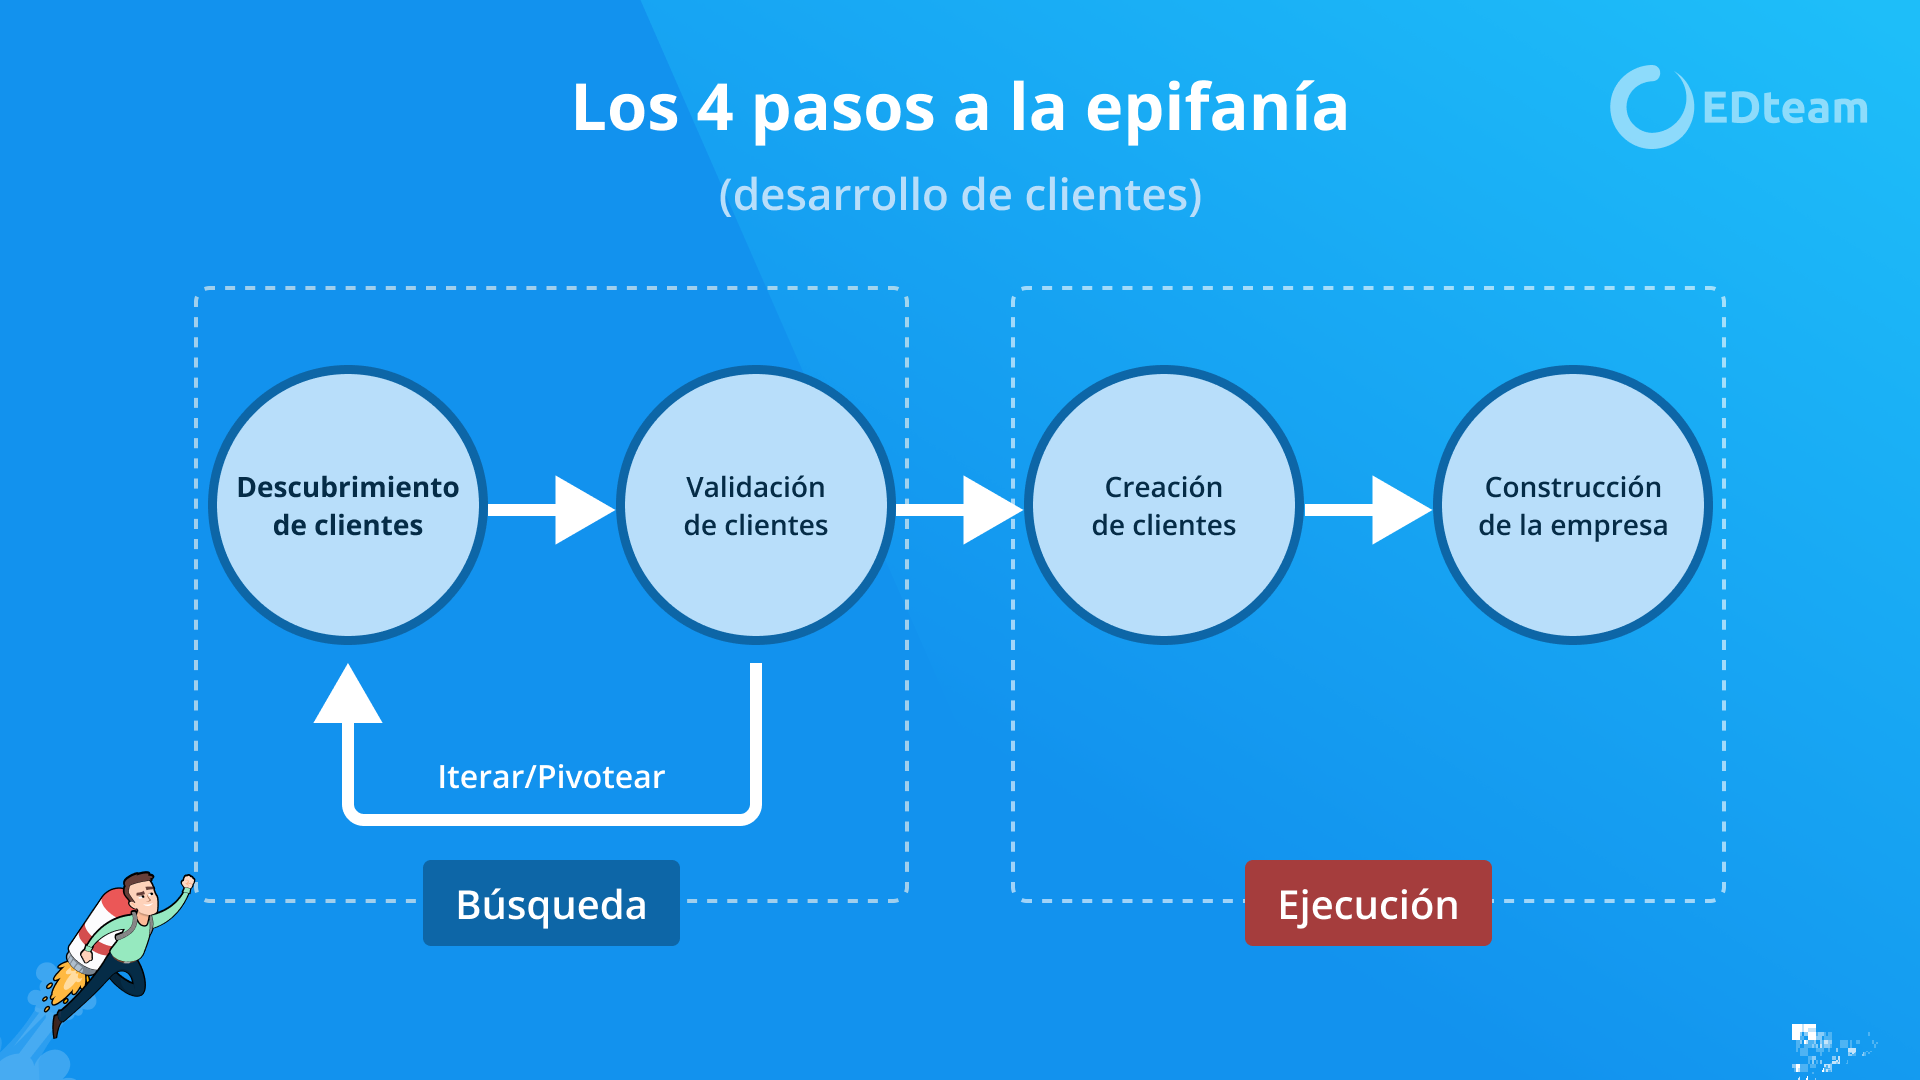 Los 4 pasos a la epifanía
EDteam
(desarrollo de clientes)
Descubrimiento
de clientes
Validación
de clientes
Creación
de clientes
Construcción
de la empresa
Iterar/Pivotear
Búsqueda
Ejecución